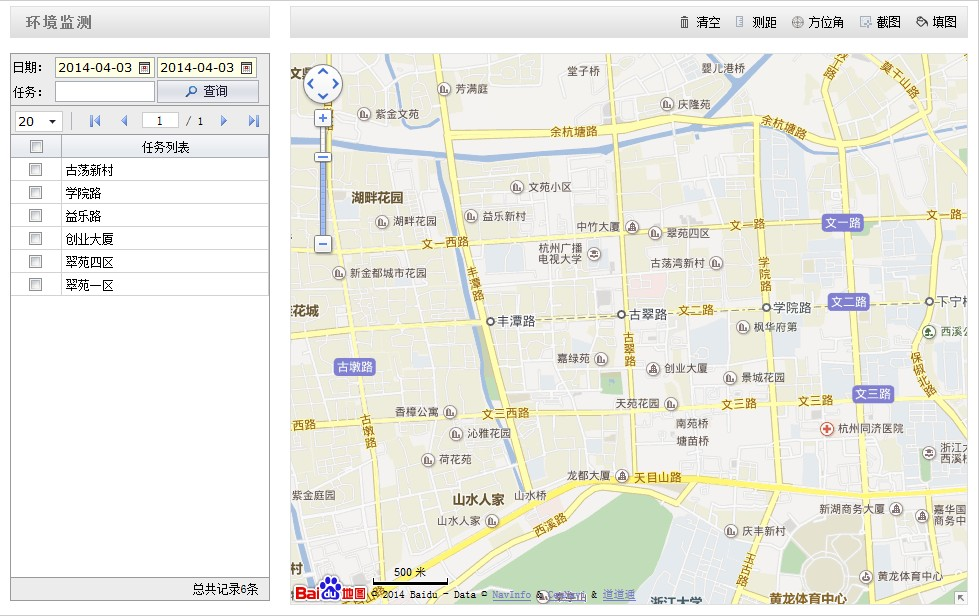 环境监测
清空 测距 方位角 截图 填图
日期: 2014-04-03 2014-04-03
任务: 查询
20 1 / 1
任务列表
古荡新村
学院路
益乐路
创业大厦
翠苑四区
翠苑一区
总共记录6条
堂子桥
婴儿港桥
芳满庭
紫金文苑
庆隆苑
余杭塘路
余杭塘路
莫干山路
上塘路
文苑小区
湖畔花园
湖畔花园
益乐新村
中竹大厦
翠苑四区
文一路
文一路
文一路
文一西路
杭州广播
电视大学
古荡湾新村
新金都城市花园
丰潭路
学院路
花城
丰潭路
古翠路
文二路
学院路
文二路
下宁
枫华府第
西溪
古翠路
嘉绿苑
创业大厦
景城花园
保俶北路
古墩路
香樟公寓
文三西路
天苑花园
文三路
文三路
文三路
西路
古墩路
沁雅花园
南苑桥
塘苗桥
杭州同济医院
荷花苑
浙江
西溪
龙都大厦
天目山路
紫金庭园
山水人家
山水桥
山水人家
西溪路
庆丰新村
新湖商务大厦
嘉华国
商务中
玉古路
黄龙体育中心
黄龙体育中心
村
浙江大学
500 米
Bai du 地图
© 2014 Baidu - Data © NavInfo & CenNavi & 道道通